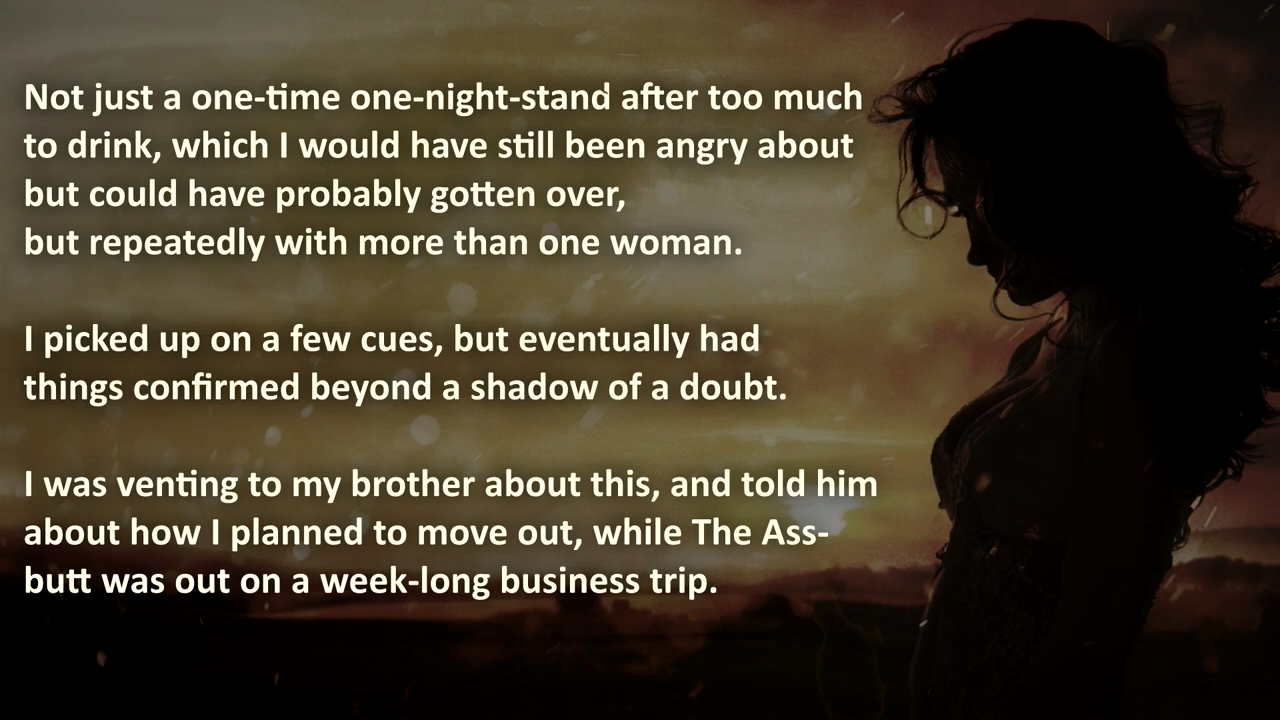 Not just a one-time one-night-stand after too much
to drink, which I would have still been angry about
but could have probably gotten over,
but repeatedly with more than one woman.
I picked up on a few cues, but eventually had
things confirmed beyond a shadow of a doubt.
I was venting to my brother about this, and told him
about how I planned to move out, while The Ass-
butt was out on a week-long business trip.